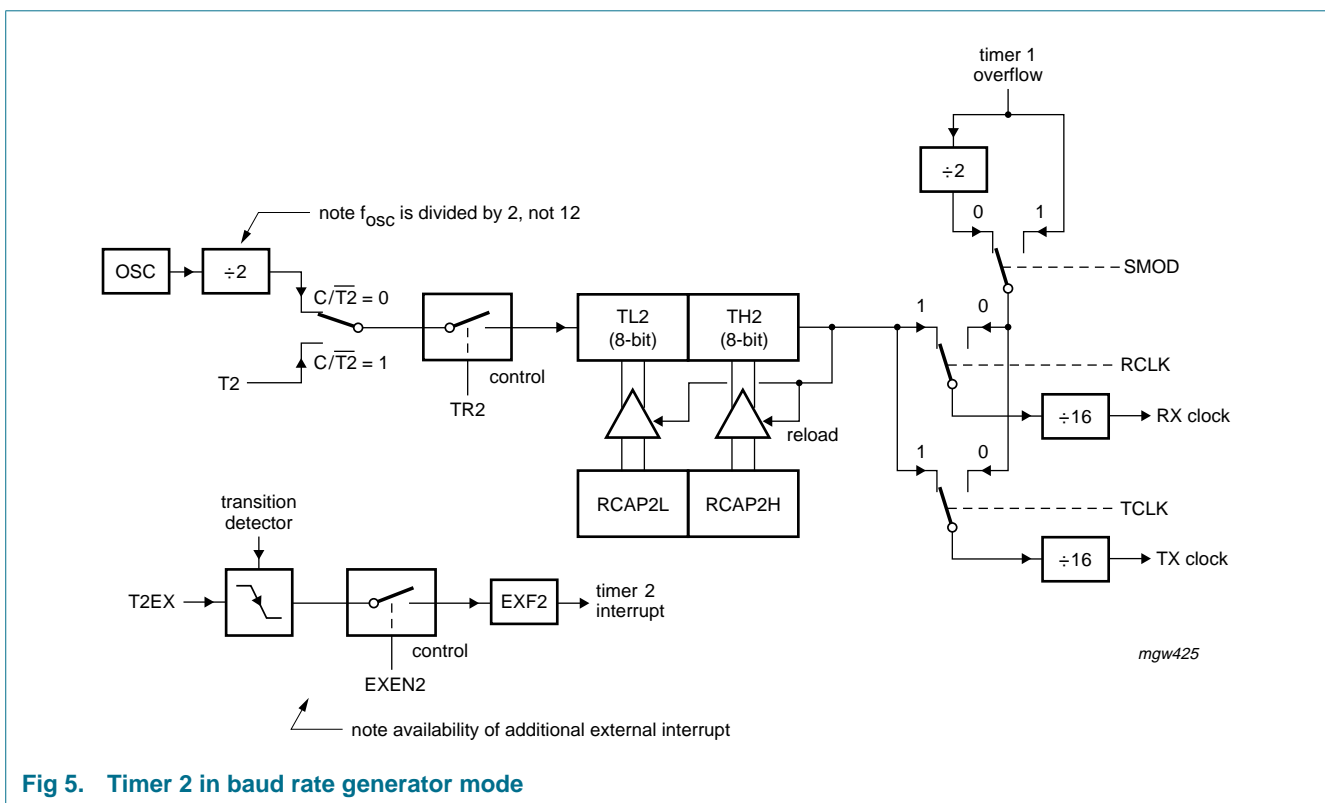 timer 1
overflow
÷2
note fosc is divided by 2, not 12
0
1
OSC
÷2
SMOD
C/T2 = 0
TL2
(8-bit)
TH2
(8-bit)
1
0
C/T2 = 1
T2
control
RCLK
TR2
÷16
RX clock
reload
1
0
RCAP2L
RCAP2H
transition
detector
TCLK
÷16
TX clock
T2EX
EXF2
timer 2
interrupt
control
EXEN2
mgw425
note availability of additional external interrupt
Fig 5. Timer 2 in baud rate generator mode